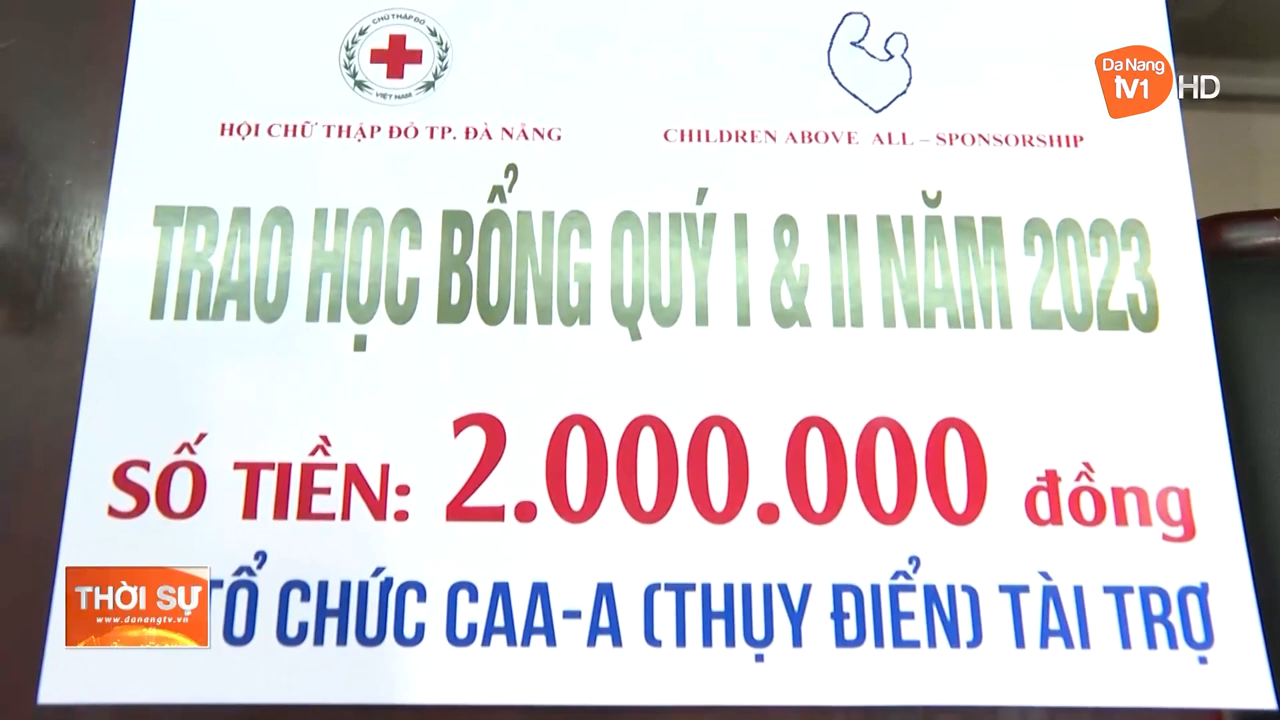 CHỮ THẬP ĐỎ
VIỆT NAM
Da Nang
TV1 HD
HỘI CHỮ THẬP ĐỎ TP. ĐÀ NẴNG
CHILDREN ABOVE ALL – SPONSORSHIP
TRAO HỌC BỔNG QUÝ I & II NĂM 2023
SỐ TIỀN: 2.000.000 đồng
TỔ CHỨC CAA-A (THỤY ĐIỂN) TÀI TRỢ
THỜI SỰ
www.danangtv.vn